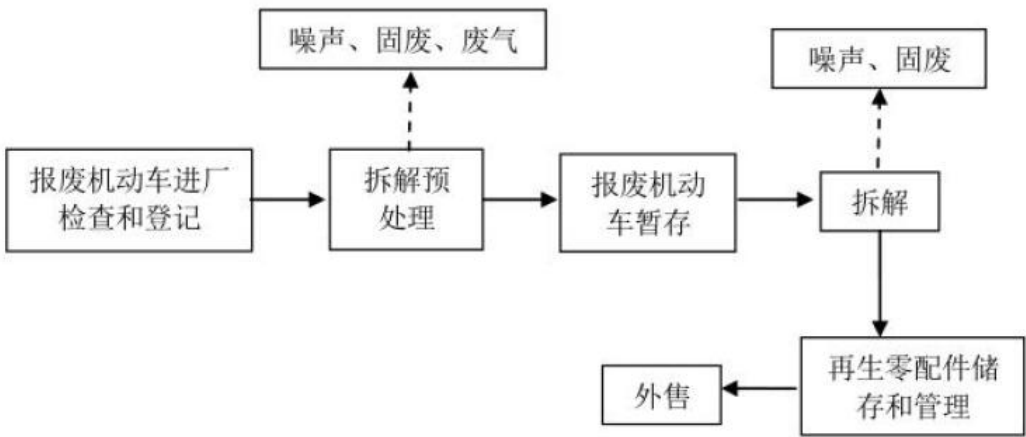 噪声、固废、废气
噪声、固废
报废机动车进厂
检查和登记
拆解预
处理
报废机动
车暂存
拆解
再生零配件储
存和管理
外售